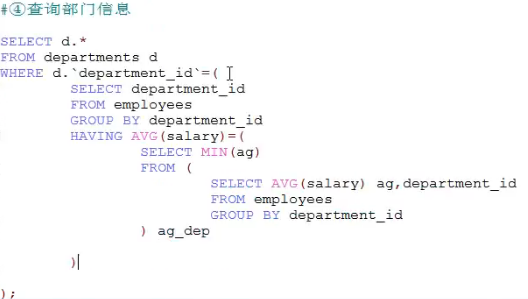 #④查询部门信息
SELECT d.*
FROM departments d
WHERE d.`department_id`=(
SELECT department_id
FROM employees
GROUP BY department_id
HAVING AVG(salary)=(
SELECT MIN(ag)
FROM (
SELECT AVG(salary) ag,department_id
FROM employees
GROUP BY department_id
) ag_dep
)
);